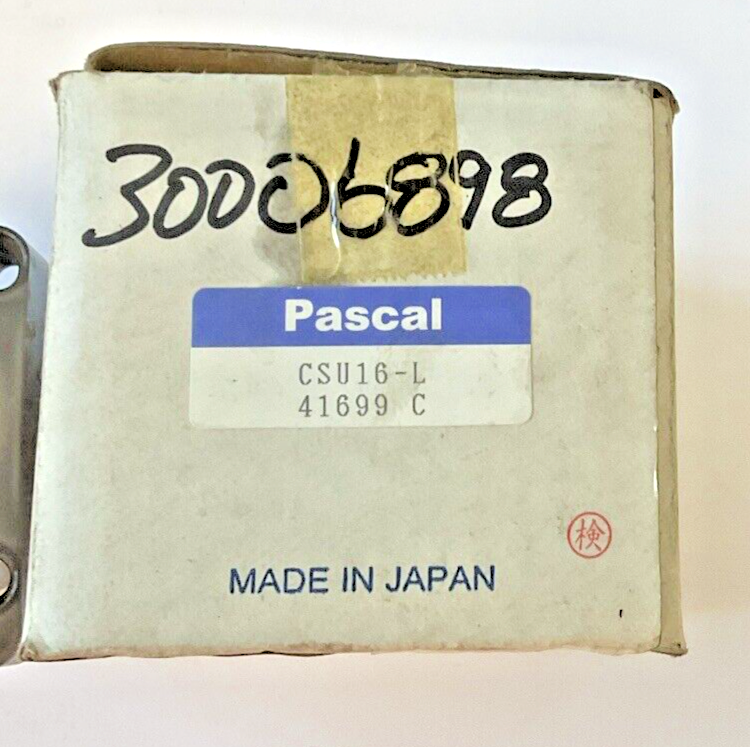 30006898
Pascal
CSU16-L
41699 C
検
MADE IN JAPAN